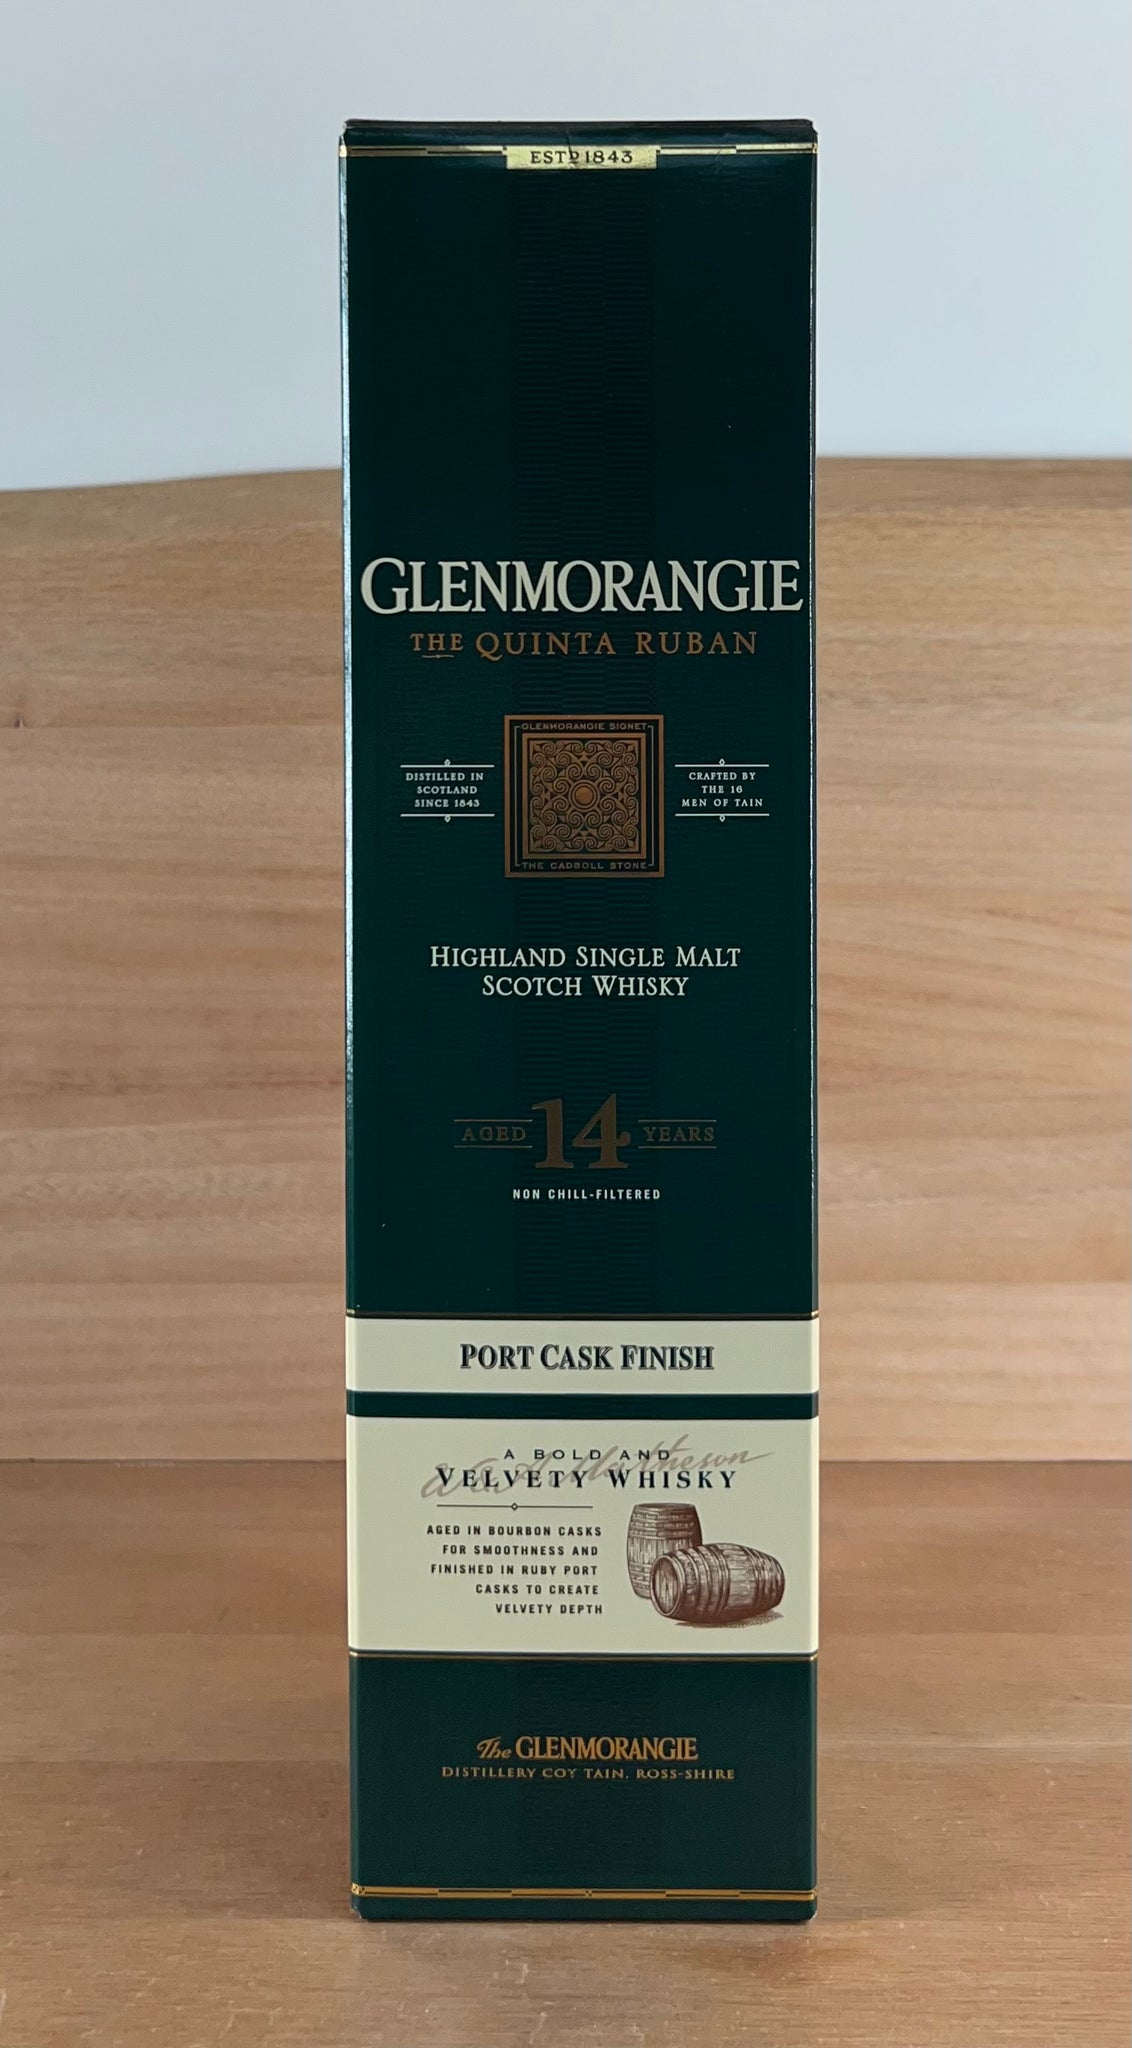 ESTD 1843
GLENMORANGIE
THE QUINTA RUBAN
GLENMORANGIE SIGNET
DISTILLED IN
SCOTLAND
SINCE 1843
CRAFTED BY
THE 16
MEN OF TAIN
THE CADBOLL STONE
HIGHLAND SINGLE MALT
SCOTCH WHISKY
AGED 14 YEARS
NON CHILL-FILTERED
PORT CASK FINISH
A BOLD AND
VELVETY WHISKY
AGED IN BOURBON CASKS
FOR SMOOTHNESS AND
FINISHED IN RUBY PORT
CASKS TO CREATE
VELVETY DEPTH
The GLENMORANGIE
DISTILLERY COY TAIN, ROSS-SHIRE